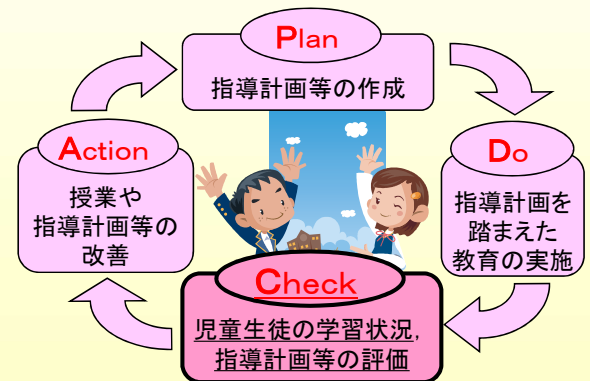 Plan
指導計画等の作成
Do
指導計画を
踏まえた
教育の実施
Check
児童生徒の学習状況,
指導計画等の評価
Action
授業や
指導計画等の
改善